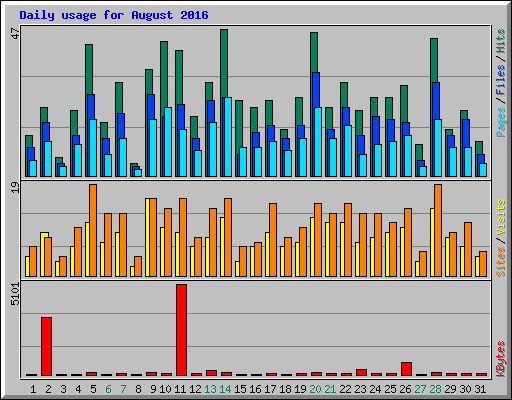 Daily usage for August 2016
47
Pages / Files / Hits
19
Sites / Visits
5101
KBytes
1 2 3 4 5 6 7 8 9 10 11 12 13 14 15 16 17 18 19 20 21 22 23 24 25 26 27 28 29 30 31